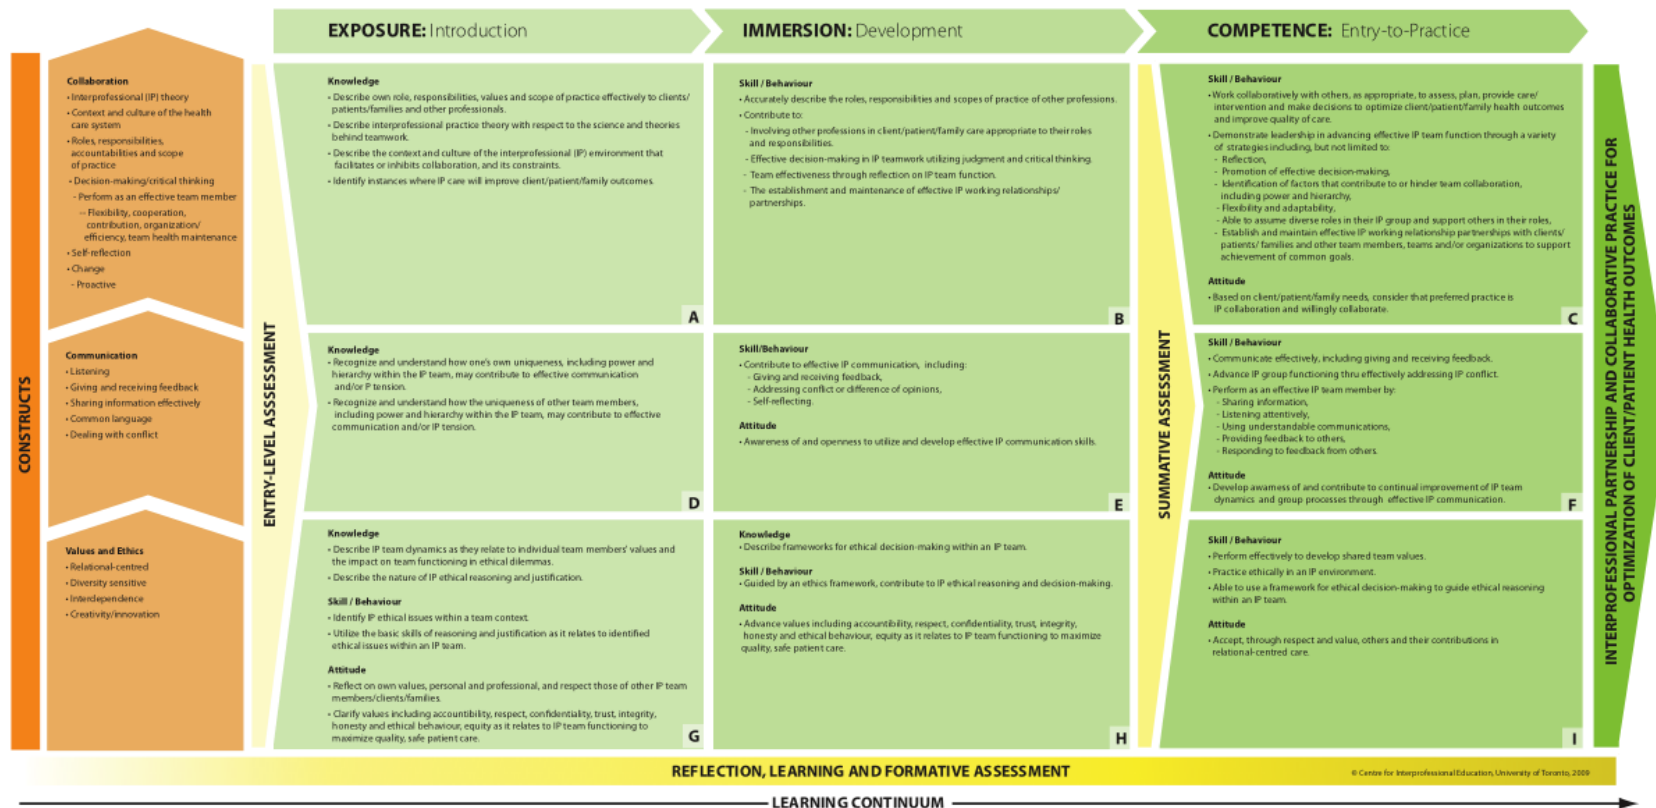 EXPOSURE: Introduction
IMMERSION: Development
COMPETENCE: Entry-to-Practice
CONSTRUCTS
Collaboration
• Interprofessional (IP) theory
• Context and culture of the health
care system
• Roles, responsibilities,
accountabilities and scope
of practice
• Decision-making/critical thinking
- Perform as an effective team member
-- Flexibility, cooperation,
contribution, organization/
efficiency, team health maintenance
• Self-reflection
• Change
- Proactive
Communication
• Listening
• Giving and receiving feedback
• Sharing information effectively
• Common language
• Dealing with conflict
Values and Ethics
• Relational-centred
• Diversity sensitive
• Interdependence
• Creativity/innovation
ENTRY-LEVEL ASSSESSMENT
Knowledge
• Describe own role, responsibilities, values and scope of practice effectively to clients/
patients/families and other professionals.
• Describe interprofessional practice theory with respect to the science and theories
behind teamwork.
• Describe the context and culture of the interprofessional (IP) environment that
facilitates or inhibits collaboration, and its constraints.
• Identify instances where IP care will improve client/patient/family outcomes.
A
Skill / Behaviour
• Accurately describe the roles, responsibilities and scopes of practice of other professions.
• Contribute to:
- Involving other professions in client/patient/family care appropriate to their roles
and responsibilities.
- Effective decision-making in IP teamwork utilizing judgment and critical thinking.
- Team effectiveness through reflection on IP team function.
- The establishment and maintenance of effective IP working relationships/
partnerships.
B
Skill / Behaviour
• Work collaboratively with others, as appropriate, to assess, plan, provide care/
intervention and make decisions to optimize client/patient/family health outcomes
and improve quality of care.
• Demonstrate leadership in advancing effective IP team function through a variety
of strategies including, but not limited to:
- Reflection,
- Promotion of effective decision-making,
- Identification of factors that contribute to or hinder team collaboration,
including power and hierarchy,
- Flexibility and adaptability,
- Able to assume diverse roles in their IP group and support others in their roles,
- Establish and maintain effective IP working relationship partnerships with clients/
patients/ families and other team members, teams and/or organizations to support
achievement of common goals.
Attitude
• Based on client/patient/family needs, consider that preferred practice is
IP collaboration and willingly collaborate.
C
Knowledge
• Recognize and understand how one's own uniqueness, including power and
hierarchy within the IP team, may contribute to effective communication
and/or P tension.
• Recognize and understand how the uniqueness of other team members,
including power and hierarchy within the IP team, may contribute to effective
communication and/or IP tension.
D
Skill/Behaviour
• Contribute to effective IP communication, including:
- Giving and receiving feedback,
- Addressing conflict or difference of opinions,
- Self-reflecting.
Attitude
• Awareness of and openness to utilize and develop effective IP communication skills.
E
Skill / Behaviour
• Communicate effectively, including giving and receiving feedback.
• Advance IP group functioning thru effectively addressing IP conflict.
• Perform as an effective IP team member by:
- Sharing information,
- Listening attentively,
- Using understandable communications,
- Providing feedback to others,
- Responding to feedback from others.
Attitude
• Develop awarness of and contribute to continual improvement of IP team
dynamics and group processes through effective IP communication.
F
Knowledge
• Describe IP team dynamics as they relate to individual team members' values and
the impact on team functioning in ethical dilemmas.
• Describe the nature of IP ethical reasoning and justification.
Skill / Behaviour
• Identify IP ethical issues within a team context.
• Utilize the basic skills of reasoning and justification as it relates to identified
ethical issues within an IP team.
Attitude
• Reflect on own values, personal and professional, and respect those of other IP team
members/clients/families.
• Clarify values including accountibility, respect, confidentiality, trust, integrity,
honesty and ethical behaviour, equity as it relates to IP team functioning to
maximize quality, safe patient care.
G
Knowledge
• Describe frameworks for ethical decision-making within an IP team.
Skill / Behaviour
• Guided by an ethics framework, contribute to IP ethical reasoning and decision-making.
Attitude
• Advance values including accountibility, respect, confidentiality, trust, integrity,
honesty and ethical behaviour, equity as it relates to IP team functioning to maximize
quality, safe patient care.
H
SUMMATIVE ASSESSMENT
Skill / Behaviour
• Perform effectively to develop shared team values.
• Practice ethically in an IP environment.
• Able to use a framework for ethical decision-making to guide ethical reasoning
within an IP team.
Attitude
• Accept, through respect and value, others and their contributions in
relational-centred care.
I
INTERPROFESSIONAL PARTNERSHIP AND COLLABORATIVE PRACTICE FOR
OPTIMIZATION OF CLIENT/PATIENT HEALTH OUTCOMES
REFLECTION, LEARNING AND FORMATIVE ASSESSMENT
© Centre for Interprofessional Education, University of Toronto, 2009
LEARNING CONTINUUM